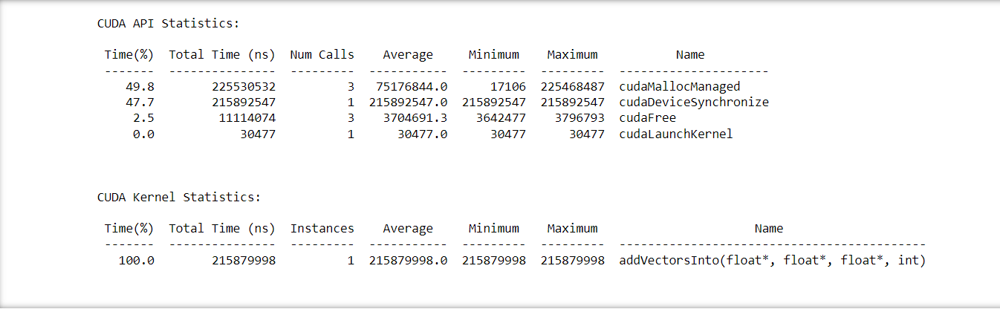 CUDA API Statistics:
Time(%)  Total Time (ns)  Num Calls    Average     Minimum    Maximum           Name
-------  ---------------  ---------  -----------  ---------  ---------  ---------------------
   49.8        225530532          3   75176844.0      17106  225468487  cudaMallocManaged
   47.7        215892547          1  215892547.0  215892547  215892547  cudaDeviceSynchronize
    2.5         11114074          3    3704691.3    3642477    3796793  cudaFree
    0.0            30477          1      30477.0      30477      30477  cudaLaunchKernel
CUDA Kernel Statistics:
Time(%)  Total Time (ns)  Instances    Average     Minimum    Maximum                      Name
-------  ---------------  ---------  -----------  ---------  ---------  -------------------------------------------
  100.0        215879998          1  215879998.0  215879998  215879998  addVectorsInto(float*, float*, float*, int)